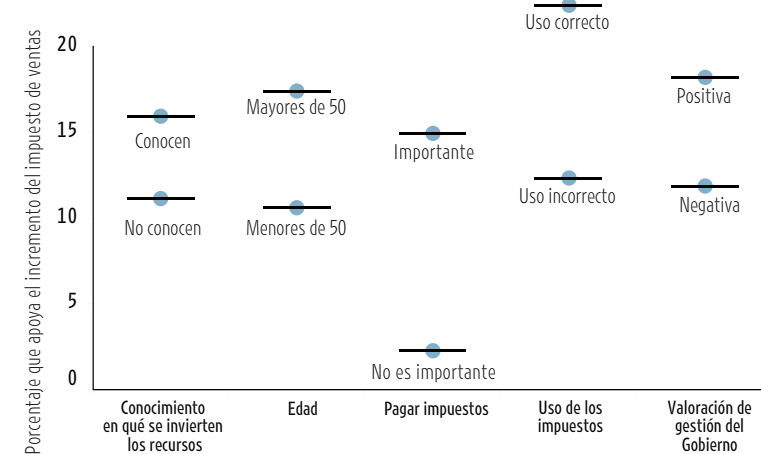 Porcentaje que apoya el incremento del impuesto de ventas
20
15
10
5
0
Uso correcto
Positiva
Mayores de 50
Conocen
Importante
Uso incorrecto
Negativa
No conocen
Menores de 50
No es importante
Conocimiento
en qué se invierten
los recursos
Edad
Pagar impuestos
Uso de los
impuestos
Valoración de
gestión del
Gobierno